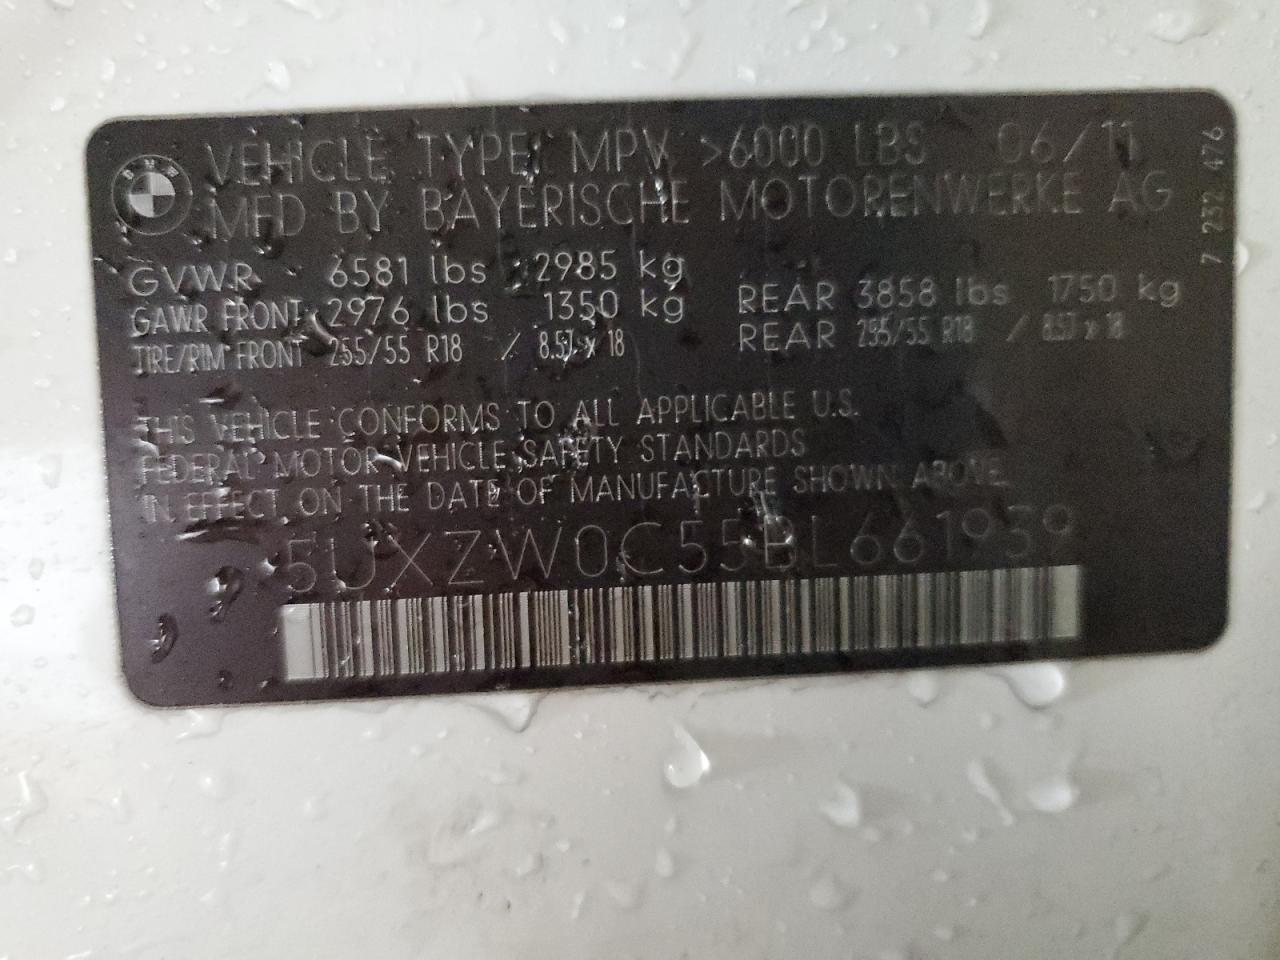 BMW
VEHICLE TYPE: MPV >6000 LBS 06/11
MFD BY BAYERISCHE MOTORENWERKE AG
GVWR 6581 lbs 2985 kg
GAWR FRONT 2976 lbs 1350 kg REAR 3858 lbs 1750 kg
TIRE/RIM FRONT 255/55 R18 / 8.5J x 18 REAR 255/55 R18 / 8.5J x 18
THIS VEHICLE CONFORMS TO ALL APPLICABLE U.S.
FEDERAL MOTOR VEHICLE SAFETY STANDARDS
IN EFFECT ON THE DATE OF MANUFACTURE SHOWN ABOVE.
5UXZW0C55BL661939
7 232 476